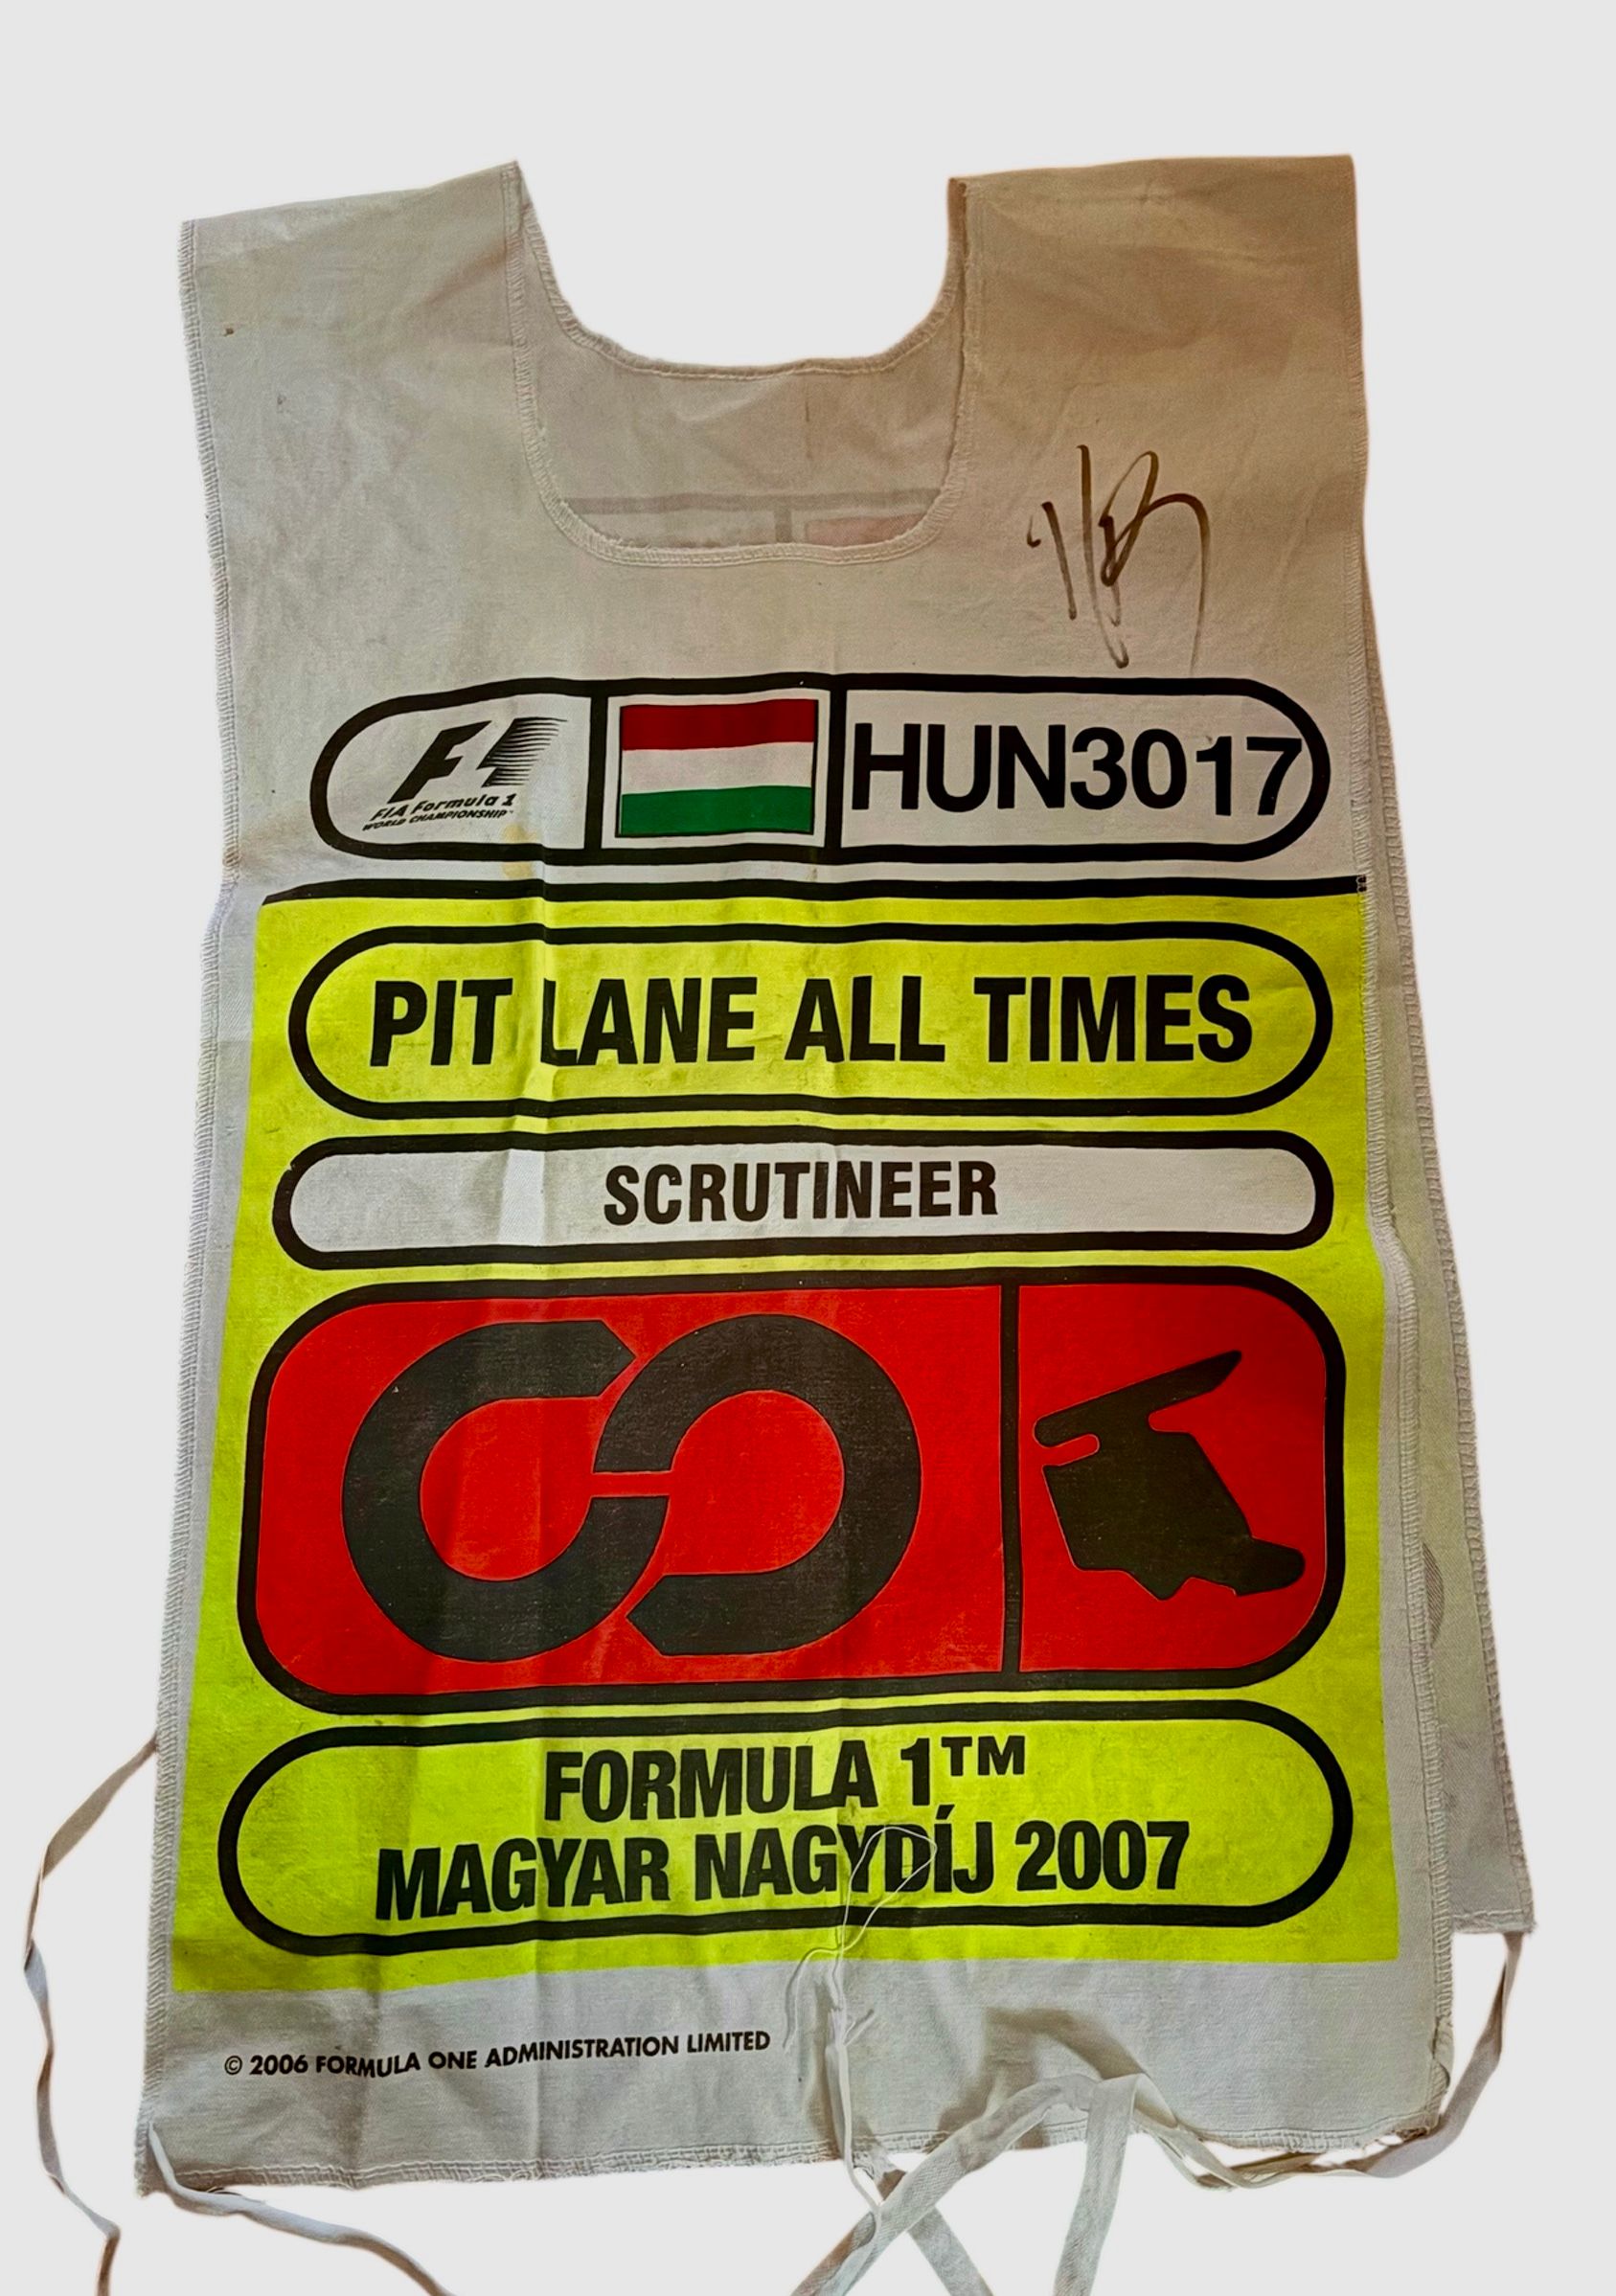 F1
FIA Formula 1
WORLD CHAMPIONSHIP™
HUN3017
PIT LANE ALL TIMES
SCRUTINEER
FORMULA 1™
MAGYAR NAGYDÍJ 2007
© 2006 FORMULA ONE ADMINISTRATION LIMITED